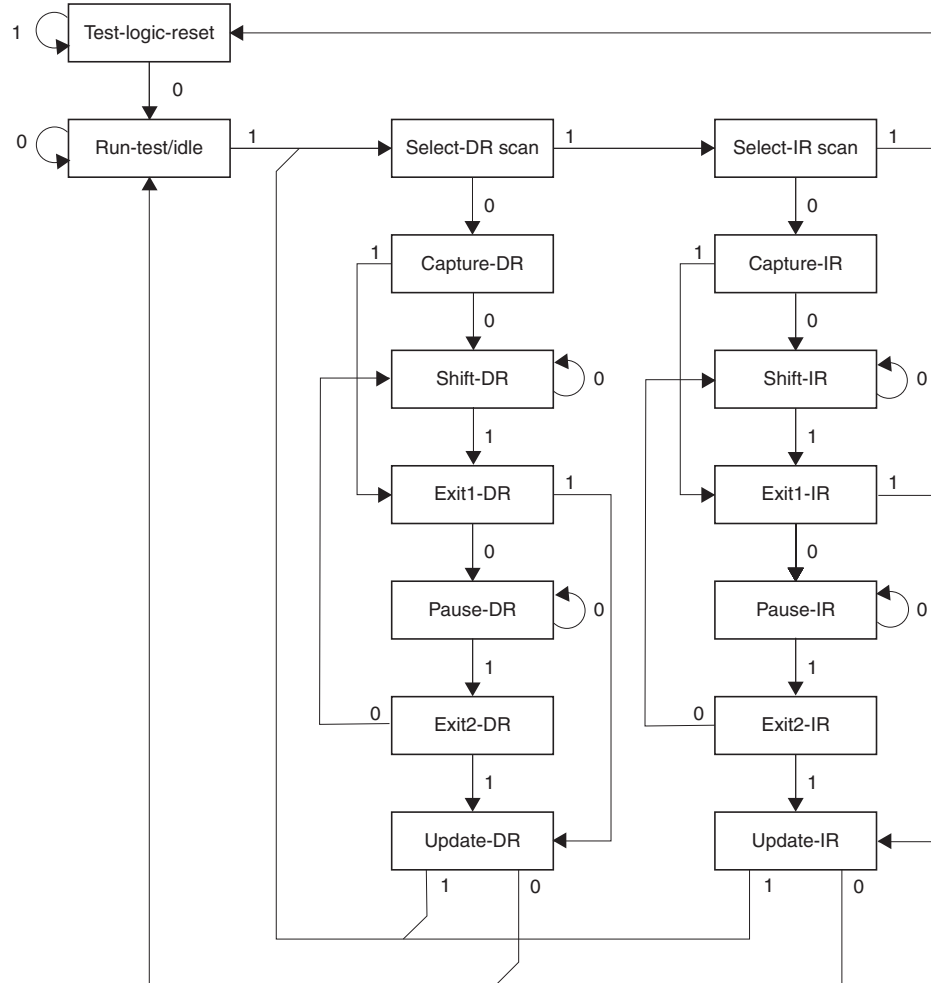 1 Test-logic-reset
0
0 Run-test/idle 1 Select-DR scan 1 Select-IR scan 1
0 0
1 Capture-DR 1 Capture-IR
0 0
Shift-DR 0 Shift-IR 0
1 1
Exit1-DR 1 Exit1-IR 1
0 0
Pause-DR 0 Pause-IR 0
1 1
0 Exit2-DR 0 Exit2-IR
1 1
Update-DR Update-IR
1 0 1 0